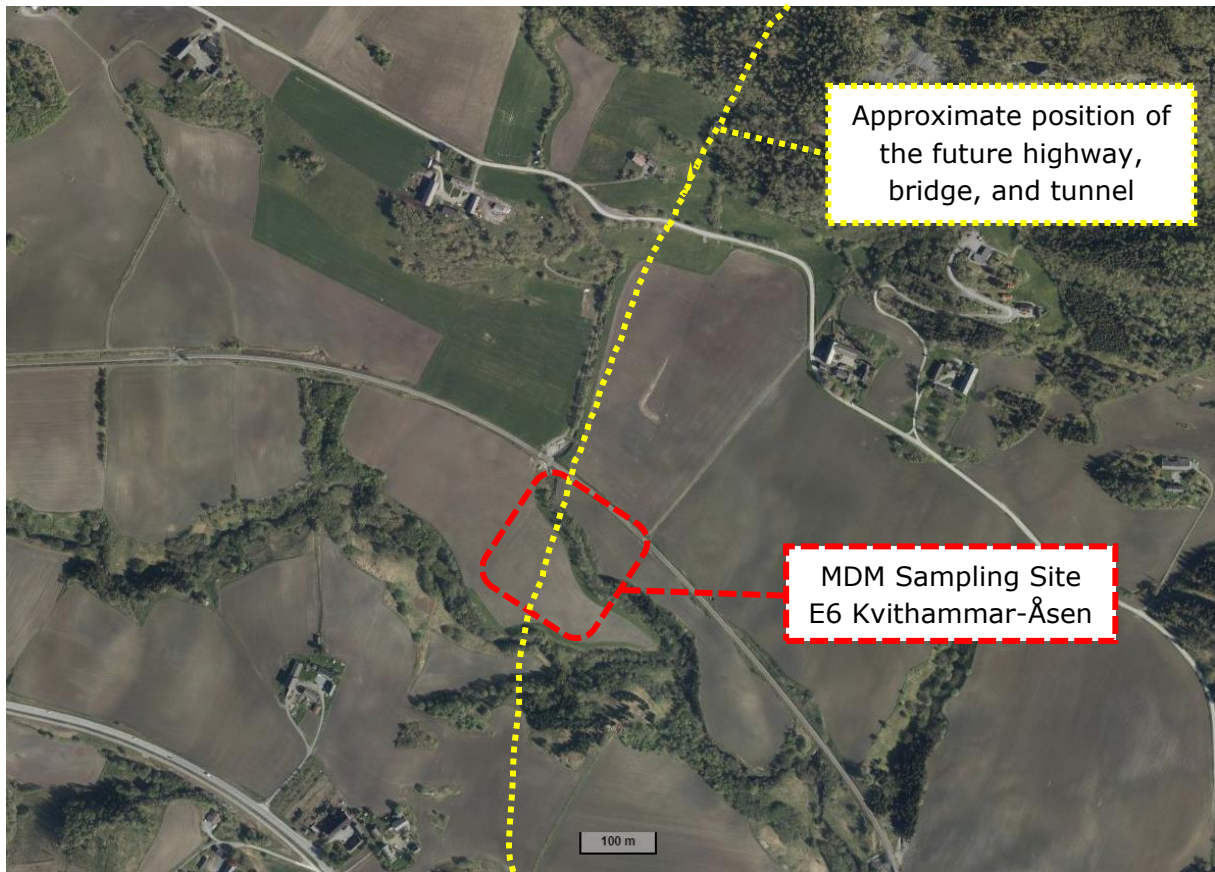 Approximate position of
the future highway,
bridge, and tunnel
MDM Sampling Site
E6 Kvithammar-Åsen
100 m